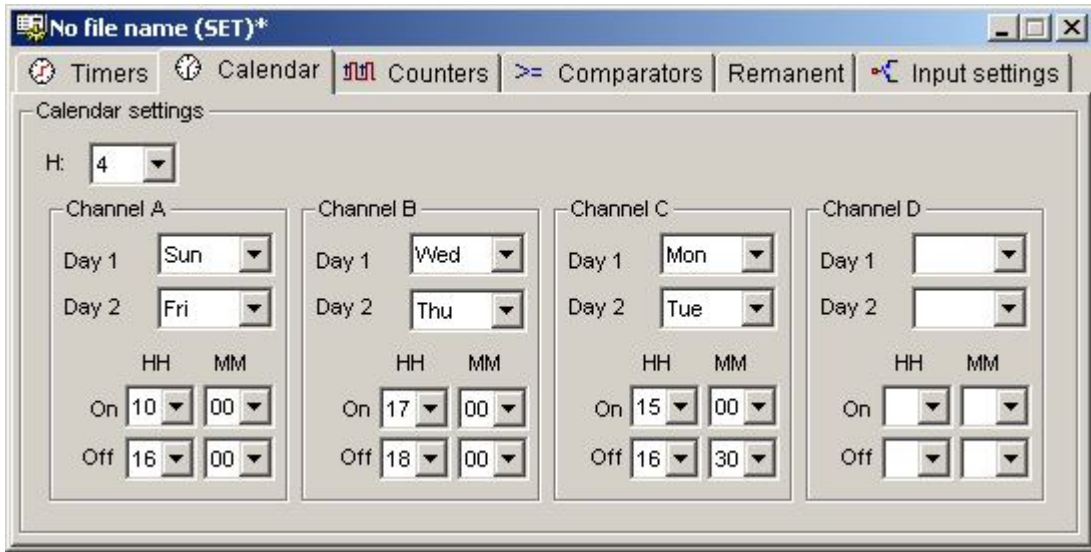 No file name (SET)*
Timers Calendar Counters >= Comparators Remanent Input settings
Calendar settings
H: 4
Channel A Channel B Channel C Channel D
Day 1 Sun Day 1 Wed Day 1 Mon Day 1
Day 2 Fri Day 2 Thu Day 2 Tue Day 2
HH MM HH MM HH MM HH MM
On 10 00 On 17 00 On 15 00 On
Off 16 00 Off 18 00 Off 16 30 Off